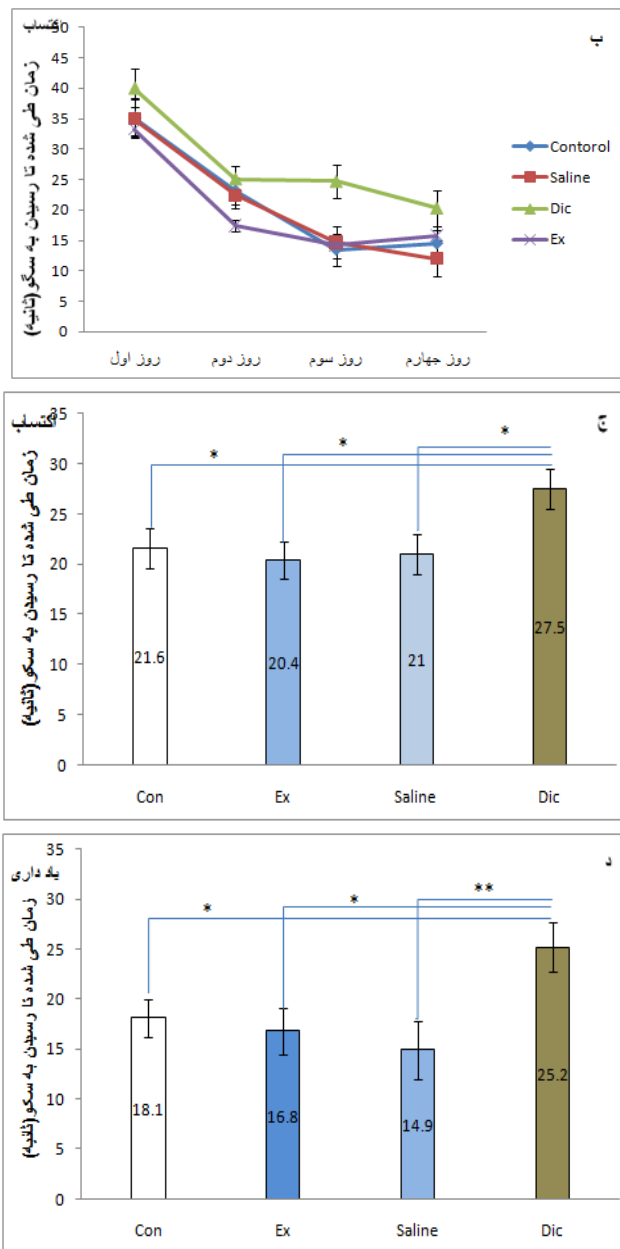 ب
اکتساب
زمان طی شده تا رسیدن به سکو(ثانیه)
50
45
40
35
30
25
20
15
10
5
0
روز اول
روز دوم
روز سوم
روز جهارم
Contorol
Saline
Dic
Ex
ج
اکتساب
زمان طی شده تا رسیدن به سکو(ثانیه)
35
30
25
20
15
10
5
0
* * *
21.6
20.4
21
27.5
Con Ex Saline Dic
د
یادداری
زمان طی شده تا رسیدن به سکو(ثانیه)
35
30
25
20
15
10
5
0
* * **
18.1
16.8
14.9
25.2
Con Ex Saline Dic